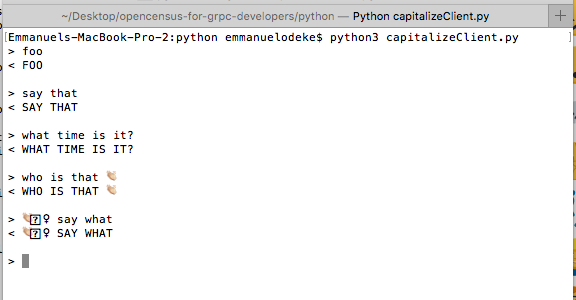 ~/Desktop/opencensus-for-grpc-developers/python — Python capitalizeClient.py
[Emmanuels-MacBook-Pro-2:python emmanuelodeke$ python3 capitalizeClient.py ]
> foo
< FOO
> say that
< SAY THAT
> what time is it?
< WHAT TIME IS IT?
> who is that 👋🏼
< WHO IS THAT 👋🏼
> 👋🏼�♀ say what
< 👋🏼�♀ SAY WHAT
>